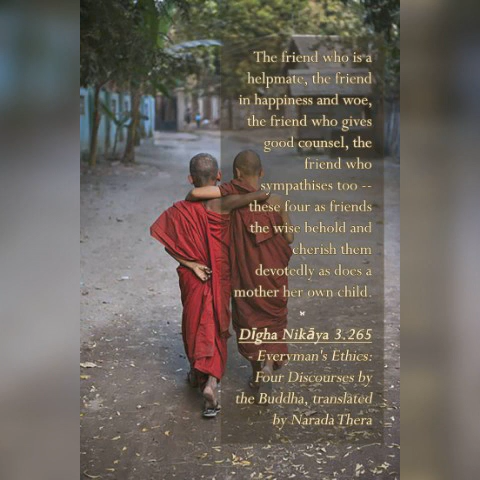 The friend who is a
helpmate, the friend
in happiness and woe,
the friend who gives
good counsel, the
friend who
sympathises too --
these four as friends
the wise behold and
cherish them
devotedly as does a
mother her own child.
Dīgha Nikāya 3.265
Everyman's Ethics:
Four Discourses by
the Buddha, translated
by Narada Thera